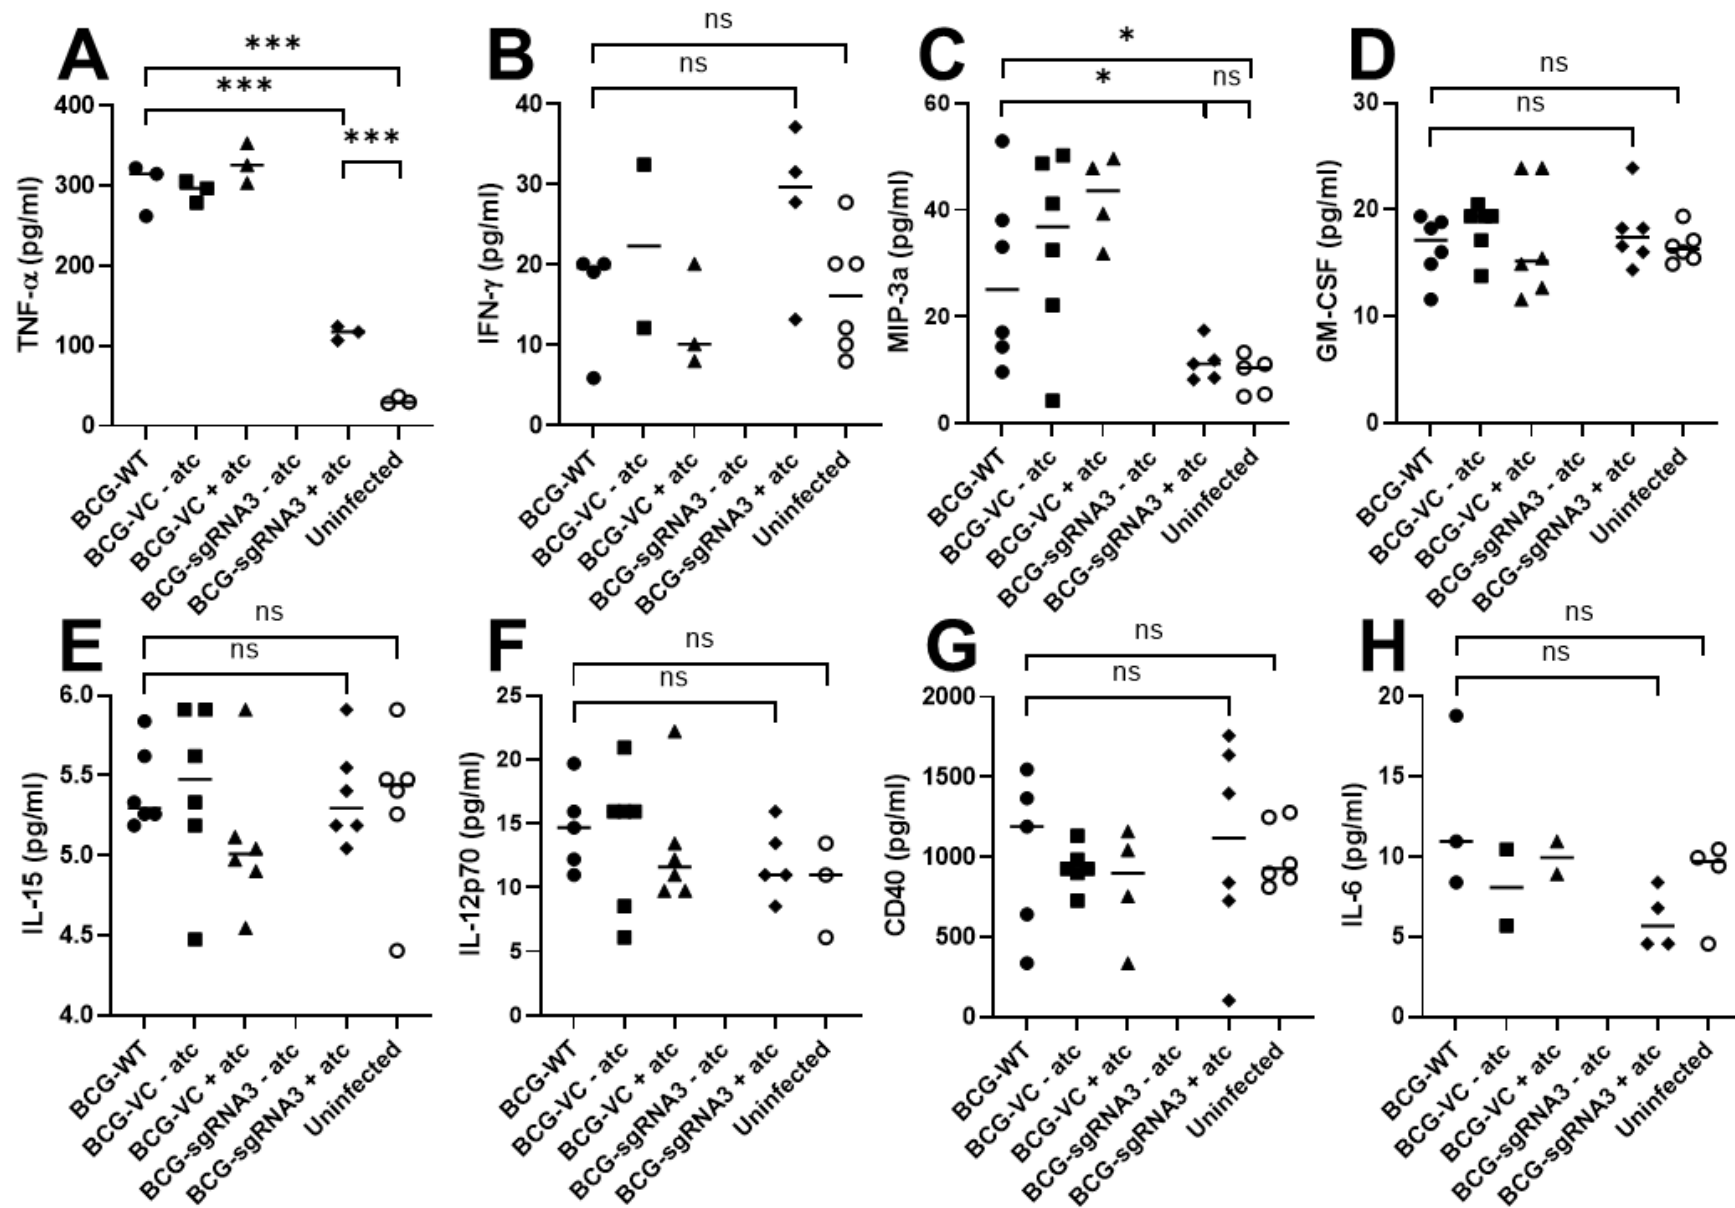 A
***
***
***
400
300
200
100
0
TNF-α (pg/ml)
BCG-WT
BCG-VC - atc
BCG-VC + atc
BCG-sgRNA3 - atc
BCG-sgRNA3 + atc
Uninfected
B
ns
ns
40
30
20
10
0
IFN-γ (pg/ml)
BCG-WT
BCG-VC - atc
BCG-VC + atc
BCG-sgRNA3 - atc
BCG-sgRNA3 + atc
Uninfected
C
*
*
ns
60
40
20
0
MIP-3a (pg/ml)
BCG-WT
BCG-VC - atc
BCG-VC + atc
BCG-sgRNA3 - atc
BCG-sgRNA3 + atc
Uninfected
D
ns
ns
30
20
10
0
GM-CSF (pg/ml)
BCG-WT
BCG-VC - atc
BCG-VC + atc
BCG-sgRNA3 - atc
BCG-sgRNA3 + atc
Uninfected
E
ns
ns
6.0
5.5
5.0
4.5
4.0
IL-15 (pg/ml)
BCG-WT
BCG-VC - atc
BCG-VC + atc
BCG-sgRNA3 - atc
BCG-sgRNA3 + atc
Uninfected
F
ns
ns
25
20
15
10
5
0
IL-12p70 (pg/ml)
BCG-WT
BCG-VC - atc
BCG-VC + atc
BCG-sgRNA3 - atc
BCG-sgRNA3 + atc
Uninfected
G
ns
ns
2000
1500
1000
500
0
CD40 (pg/ml)
BCG-WT
BCG-VC - atc
BCG-VC + atc
BCG-sgRNA3 - atc
BCG-sgRNA3 + atc
Uninfected
H
ns
ns
20
15
10
5
0
IL-6 (pg/ml)
BCG-WT
BCG-VC - atc
BCG-VC + atc
BCG-sgRNA3 - atc
BCG-sgRNA3 + atc
Uninfected